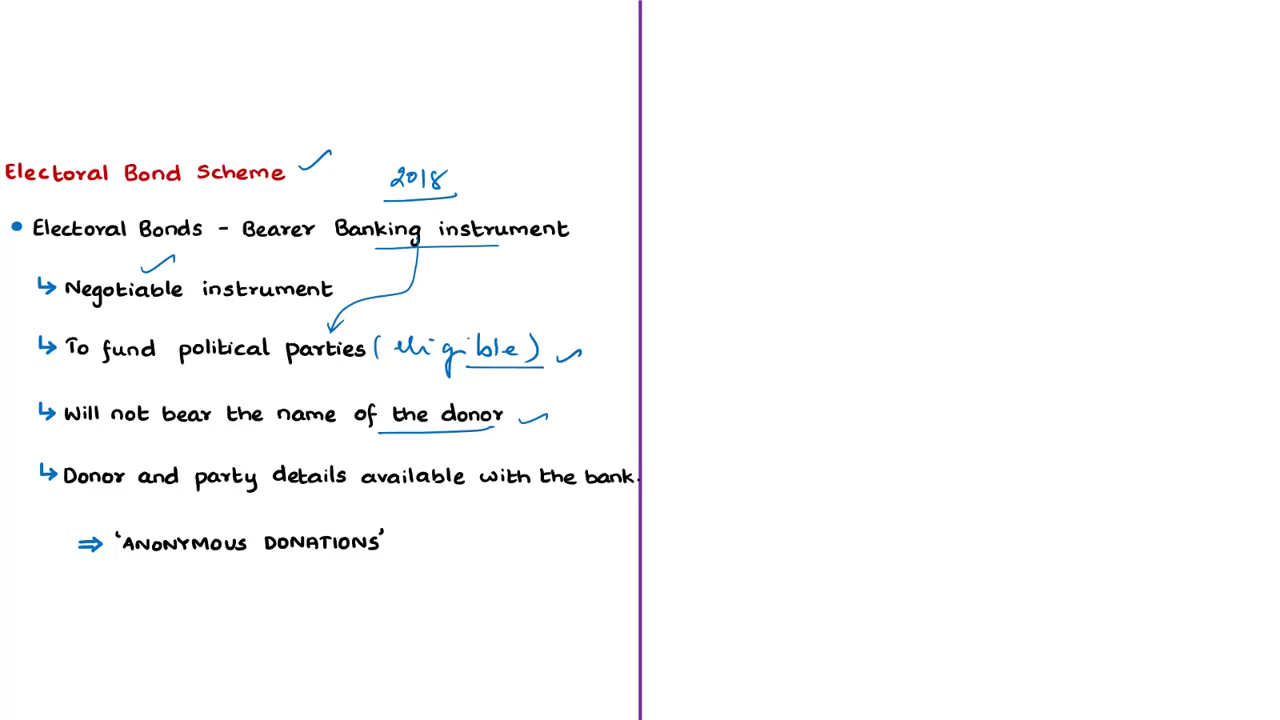 Electoral Bond Scheme
2018
Electoral Bonds - Bearer Banking instrument
Negotiable instrument
To fund political parties (eligible)
Will not bear the name of the donor
Donor and party details available with the bank.
⇒ 'ANONYMOUS DONATIONS'